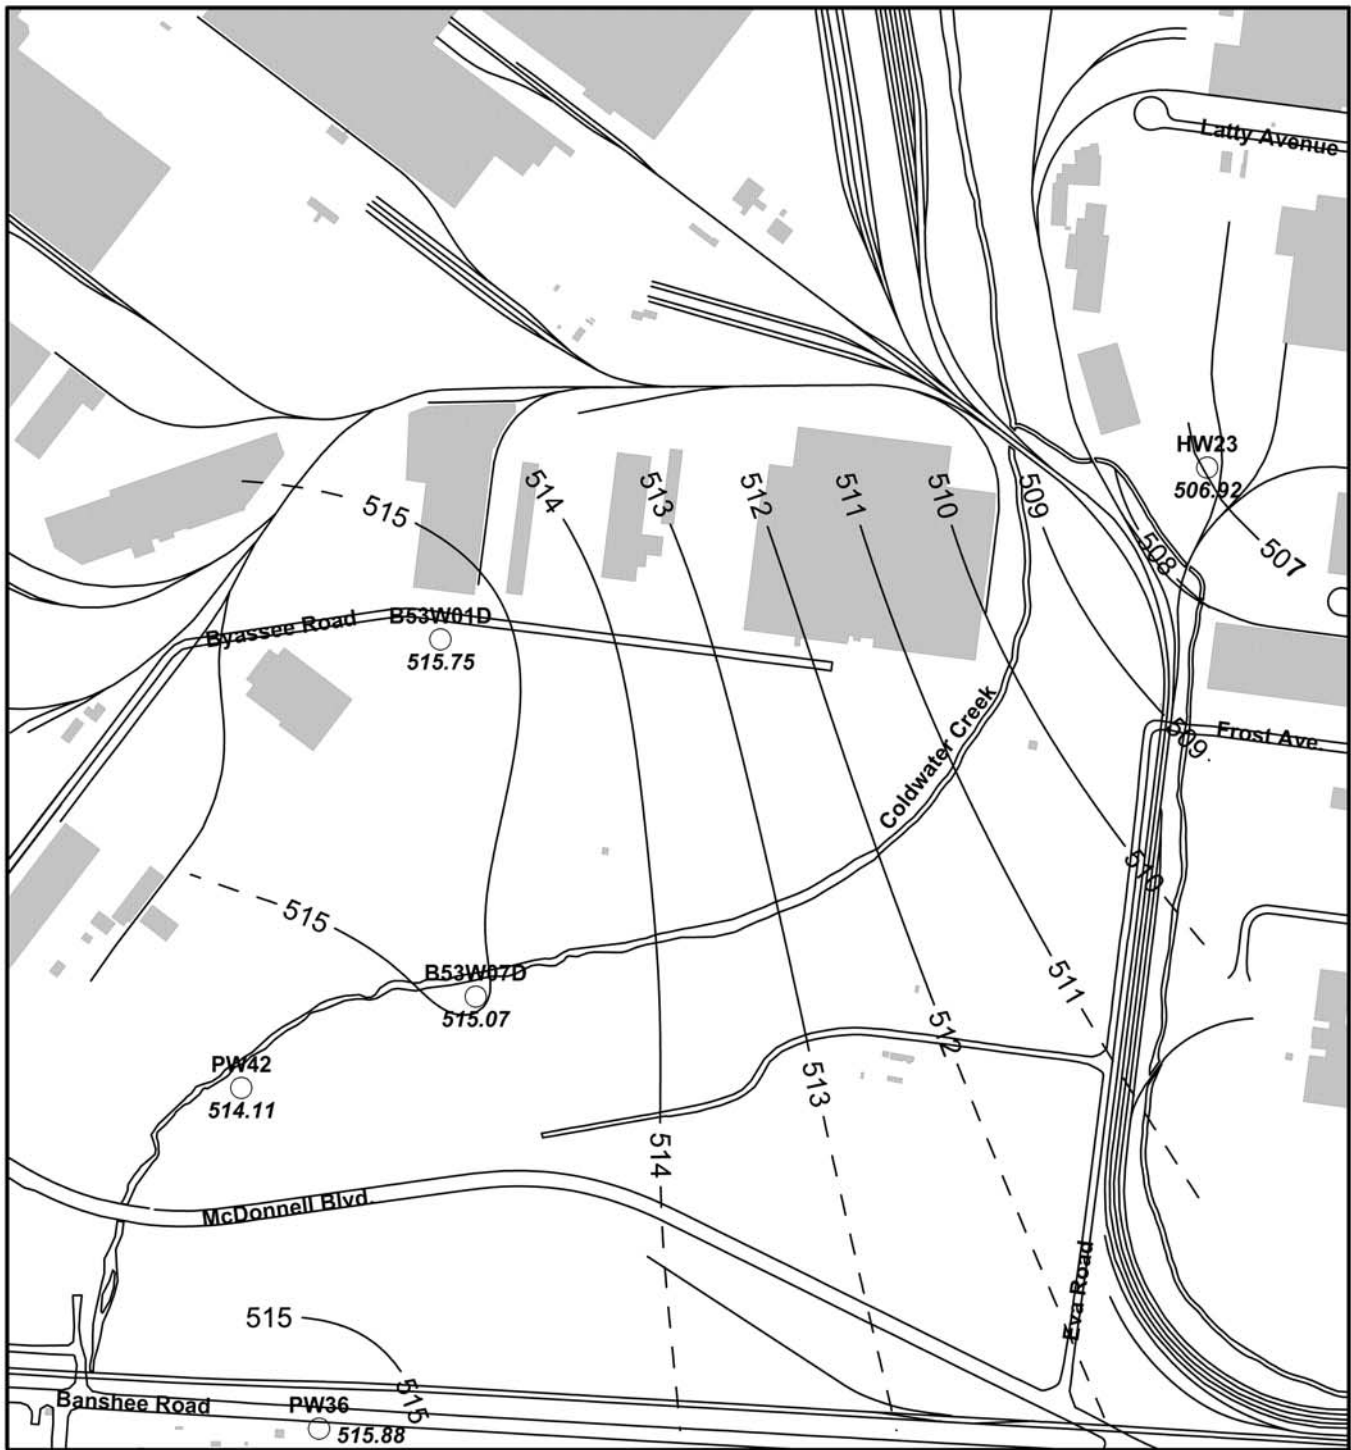 Latty Avenue
HW23
506.92
515
514
513
512
511
510
509
508
507
Byassee Road
B53W01D
515.75
Coldwater Creek
509
Frost Ave.
510
515
B53W07D
515.07
511
512
PW42
514.11
513
514
McDonnell Blvd.
Eva Road
515
515
Banshee Road
PW36
515.88